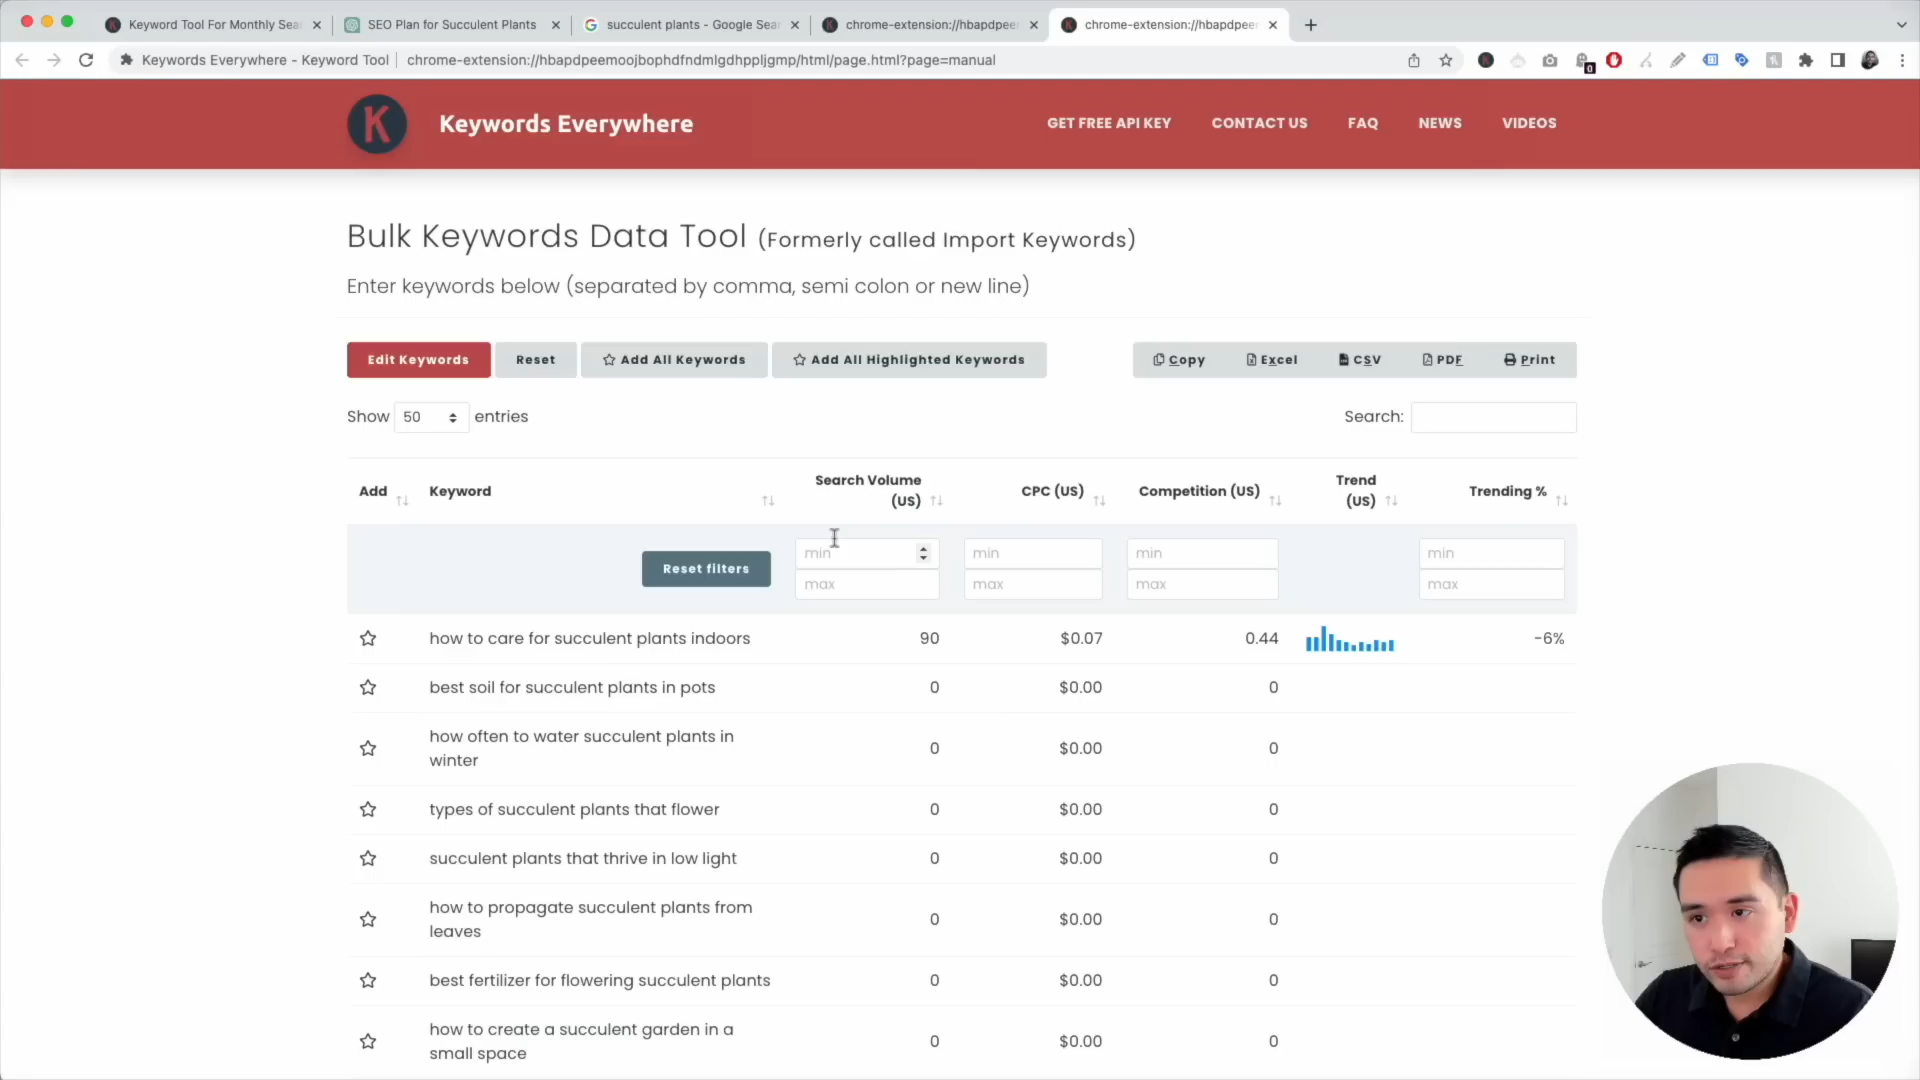 Keyword Tool For Monthly Sea
SEO Plan for Succulent Plants
succulent plants - Google Sear
chrome-extension://hbapdpeer
chrome-extension://hbapdpeer
Keywords Everywhere - Keyword Tool
chrome-extension://hbapdpeemoojbophdfndmlgdhppljgmp/html/page.html?page=manual
0
K
Keywords Everywhere
GET FREE API KEY
CONTACT US
FAQ
NEWS
VIDEOS
Bulk Keywords Data Tool (Formerly called Import Keywords)
Enter keywords below (separated by comma, semi colon or new line)
Edit Keywords
Reset
Add All Keywords
Add All Highlighted Keywords
Copy
Excel
CSV
PDF
Print
Show 50 entries
Search:
Add
Keyword
Search Volume
(US)
CPC (US)
Competition (US)
Trend
(US)
Trending %
Reset filters
min
max
min
max
min
max
min
max
how to care for succulent plants indoors 90 $0.07 0.44 -6%
best soil for succulent plants in pots 0 $0.00 0
how often to water succulent plants in
winter
0 $0.00 0
types of succulent plants that flower 0 $0.00 0
succulent plants that thrive in low light 0 $0.00 0
how to propagate succulent plants from
leaves
0 $0.00 0
best fertilizer for flowering succulent plants 0 $0.00 0
how to create a succulent garden in a
small space
0 $0.00 0